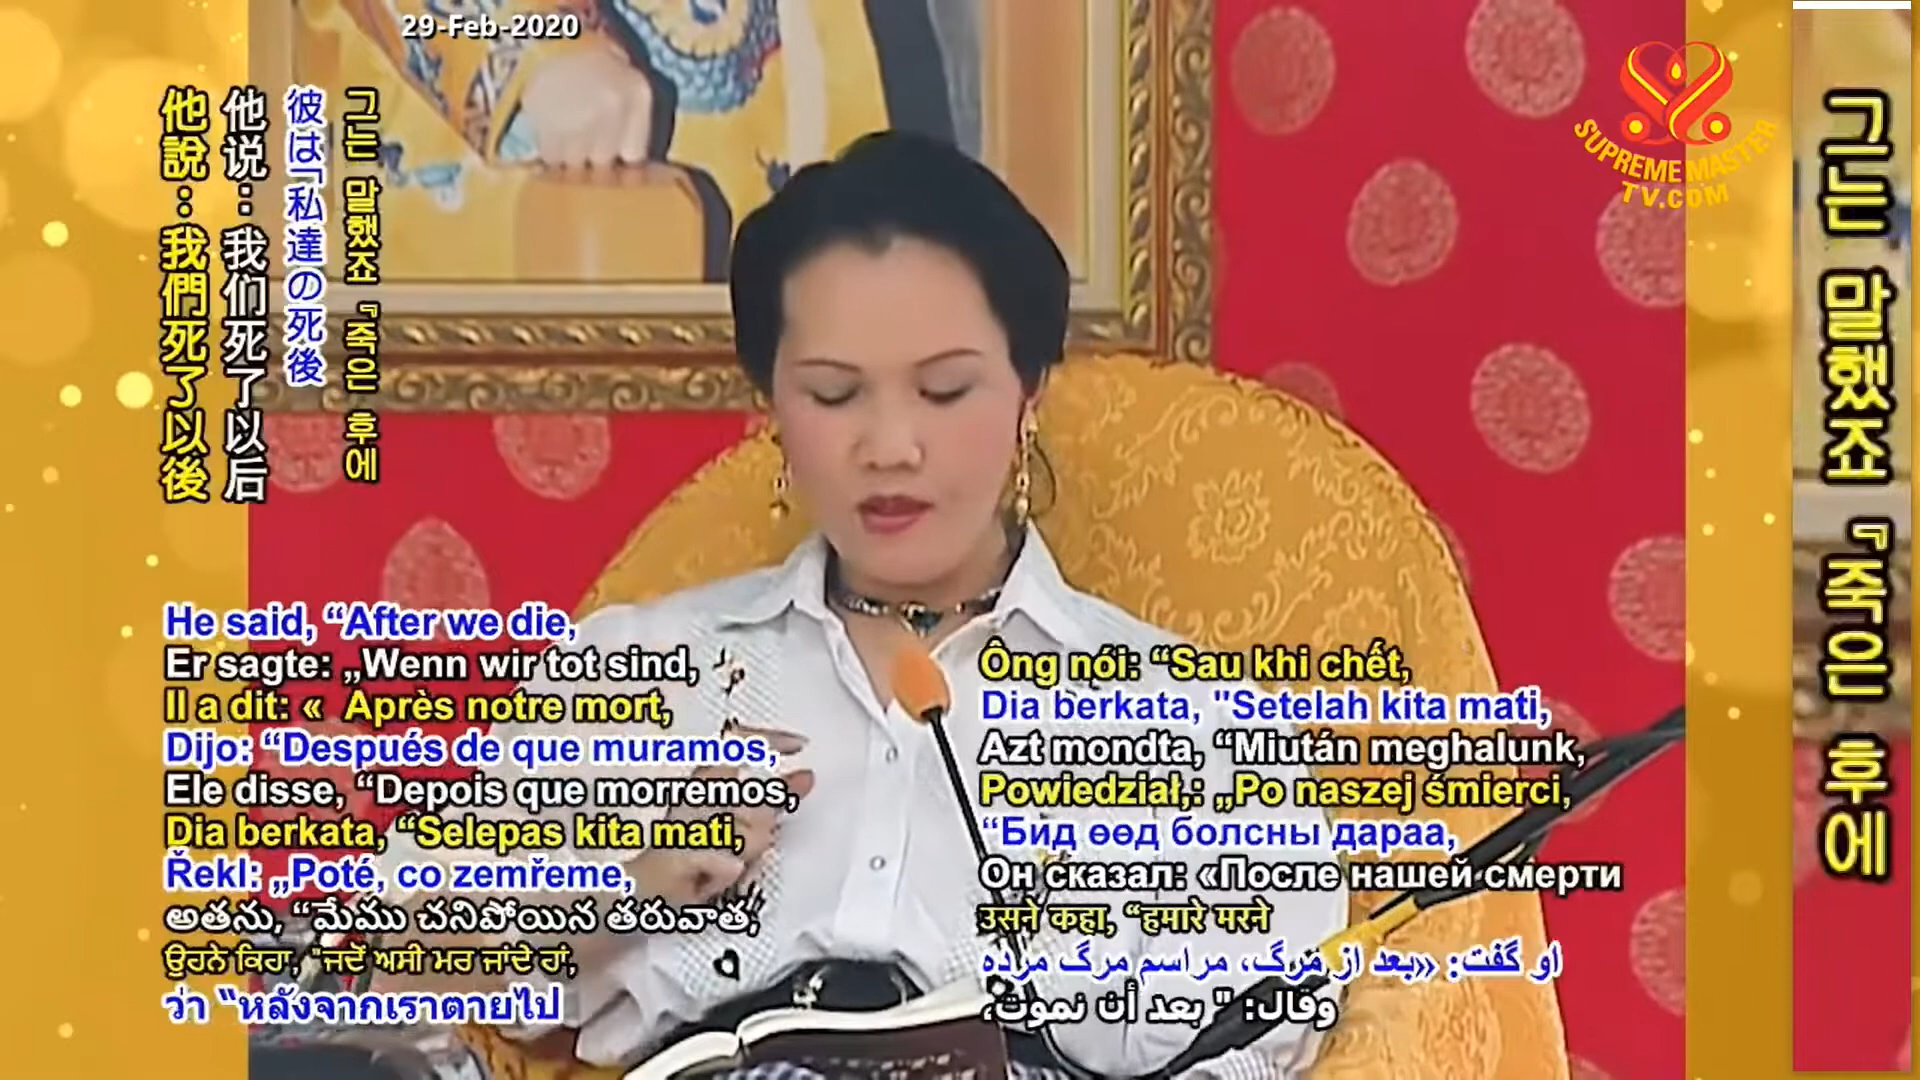 29-Feb-2020
SUPREME MASTER
TV.COM
그는 말했죠『죽은 후에
彼は「私達の死後
他说：我们死了以后
他說：我們死了以後
그는 말했죠『죽은 후에
He said, “After we die,
Er sagte: „Wenn wir tot sind,
Il a dit: «  Après notre mort,
Dijo: “Después de que muramos,
Ele disse, “Depois que morremos,
Dia berkata, “Selepas kita mati,
Řekl: „Poté, co zemřeme,
అతను, “మేము చనిపోయిన తరువాత,
ਉਹਨੇ ਕਿਹਾ, "ਜਦੋਂ ਅਸੀ ਮਰ ਜਾਂਦੇ ਹਾਂ,
ว่า “หลังจากเราตายไป
Ông nói: “Sau khi chết,
Dia berkata, "Setelah kita mati,
Azt mondta, “Miután meghalunk,
Powiedział,: „Po naszej śmierci,
“Бид өөд болсны дараа,
Он сказал: «После нашей смерти
उसने कहा, “हमारे मरने
او گفت: «بعد از مرگ، مراسم مرگ مرده
وقال: " بعد أن نموت،